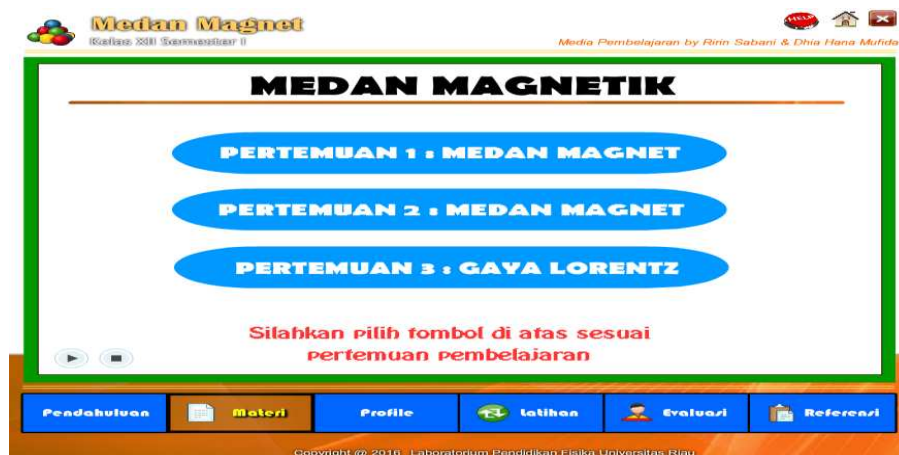 Medan Magnet
Kelas XII Semester I
HELP
Media Pembelajaran by Ririn Sabani & Dhia Hana Mufida
MEDAN MAGNETIK
PERTEMUAN 1 : MEDAN MAGNET
PERTEMUAN 2 : MEDAN MAGNET
PERTEMUAN 3 : GAYA LORENTZ
Silahkan pilih tombol di atas sesuai
pertemuan pembelajaran
Pendahuluan
Materi
Profile
Latihan
Evaluasi
Referensi
Copyright @ 2016 Laboratorium Pendidikan Fisika Universitas Riau